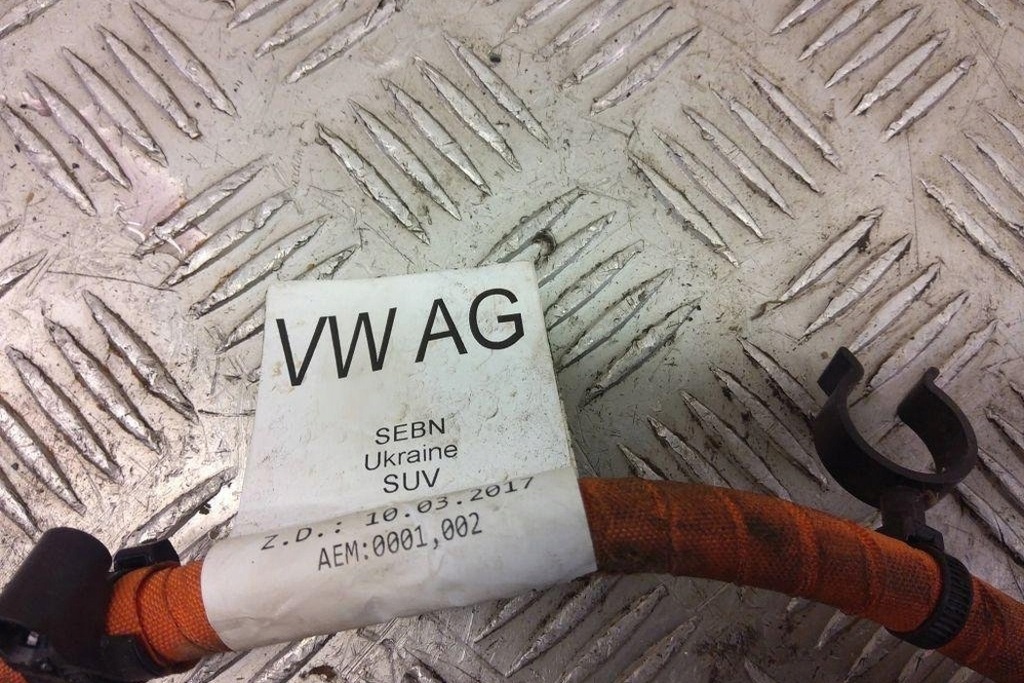 VW AG
SEBN
Ukraine
SUV
Z.D.: 10.03.2017
AEM:0001,002